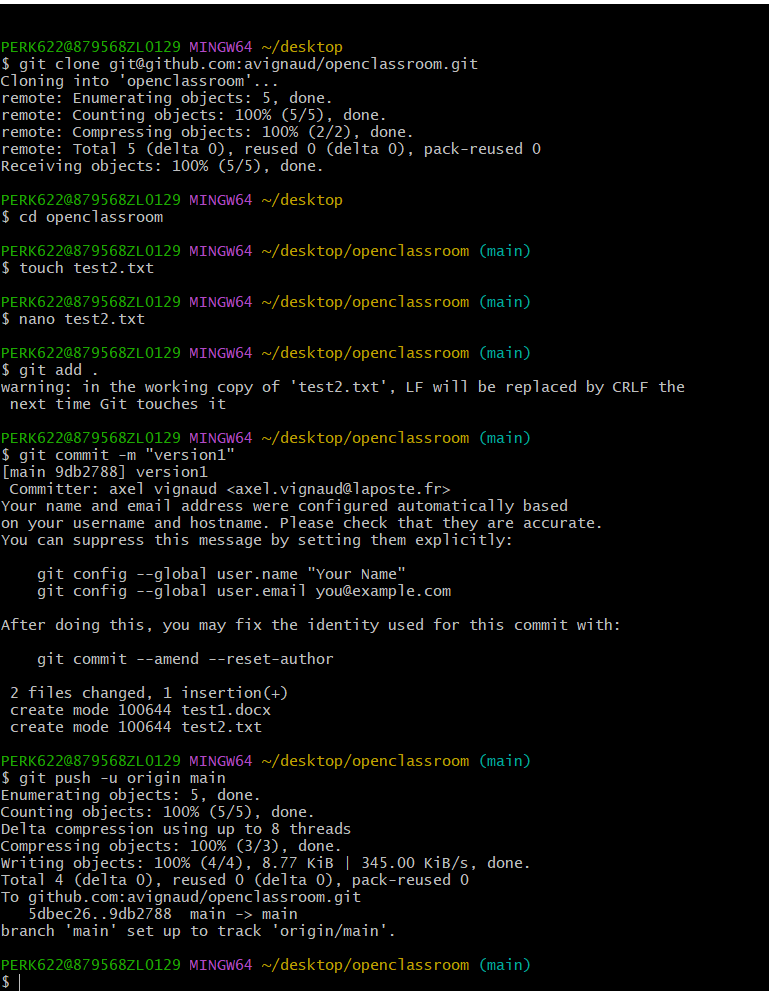 PERK622@879568ZL0129 MINGW64 ~/desktop
$ git clone git@github.com:avignaud/openclassroom.git
Cloning into 'openclassroom'...
remote: Enumerating objects: 5, done.
remote: Counting objects: 100% (5/5), done.
remote: Compressing objects: 100% (2/2), done.
remote: Total 5 (delta 0), reused 0 (delta 0), pack-reused 0
Receiving objects: 100% (5/5), done.
PERK622@879568ZL0129 MINGW64 ~/desktop
$ cd openclassroom
PERK622@879568ZL0129 MINGW64 ~/desktop/openclassroom (main)
$ touch test2.txt
PERK622@879568ZL0129 MINGW64 ~/desktop/openclassroom (main)
$ nano test2.txt
PERK622@879568ZL0129 MINGW64 ~/desktop/openclassroom (main)
$ git add .
warning: in the working copy of 'test2.txt', LF will be replaced by CRLF the
 next time Git touches it
PERK622@879568ZL0129 MINGW64 ~/desktop/openclassroom (main)
$ git commit -m "version1"
[main 9db2788] version1
 Committer: axel vignaud <axel.vignaud@laposte.fr>
Your name and email address were configured automatically based
on your username and hostname. Please check that they are accurate.
You can suppress this message by setting them explicitly:
    git config --global user.name "Your Name"
    git config --global user.email you@example.com
After doing this, you may fix the identity used for this commit with:
    git commit --amend --reset-author
 2 files changed, 1 insertion(+)
 create mode 100644 test1.docx
 create mode 100644 test2.txt
PERK622@879568ZL0129 MINGW64 ~/desktop/openclassroom (main)
$ git push -u origin main
Enumerating objects: 5, done.
Counting objects: 100% (5/5), done.
Delta compression using up to 8 threads
Compressing objects: 100% (3/3), done.
Writing objects: 100% (4/4), 8.77 KiB | 345.00 KiB/s, done.
Total 4 (delta 0), reused 0 (delta 0), pack-reused 0
To github.com:avignaud/openclassroom.git
   5dbec26..9db2788  main -> main
branch 'main' set up to track 'origin/main'.
PERK622@879568ZL0129 MINGW64 ~/desktop/openclassroom (main)
$